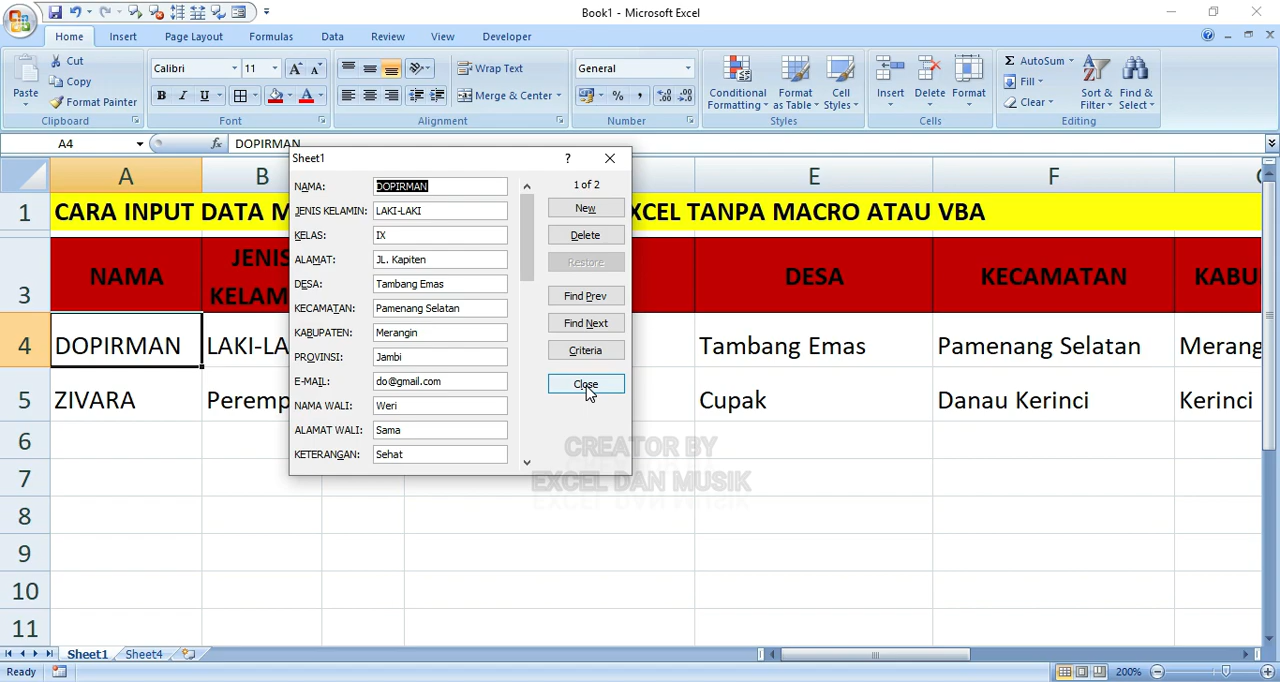 Book1 - Microsoft Excel
Home Insert Page Layout Formulas Data Review View Developer
Paste
Cut
Copy
Format Painter
Clipboard
Calibri 11
B I U
Font
Wrap Text
Merge & Center
Alignment
General
Number
Conditional Formatting
Format as Table
Cell Styles
Styles
Insert
Delete
Format
Cells
AutoSum
Fill
Clear
Sort & Filter
Find & Select
Editing
A4 fx DOPIRMAN
A B E F
1 CARA INPUT DATA M XCEL TANPA MACRO ATAU VBA
3 NAMA JENIS KELAM DESA KECAMATAN KABU
4 DOPIRMAN LAKI-LA Tambang Emas Pamenang Selatan Merang
5 ZIVARA Peremp Cupak Danau Kerinci Kerinci
6
7
8
9
10
11
Sheet1
NAMA: DOPIRMAN
JENIS KELAMIN: LAKI-LAKI
KELAS: IX
ALAMAT: JL. Kapiten
DESA: Tambang Emas
KECAMATAN: Pamenang Selatan
KABUPATEN: Merangin
PROVINSI: Jambi
E-MAIL: do@gmail.com
NAMA WALI: Weri
ALAMAT WALI: Sama
KETERANGAN: Sehat
1 of 2
New
Delete
Restore
Find Prev
Find Next
Criteria
Close
CREATOR BY
EXCEL DAN MUSIK
Sheet1 Sheet4
Ready 200%